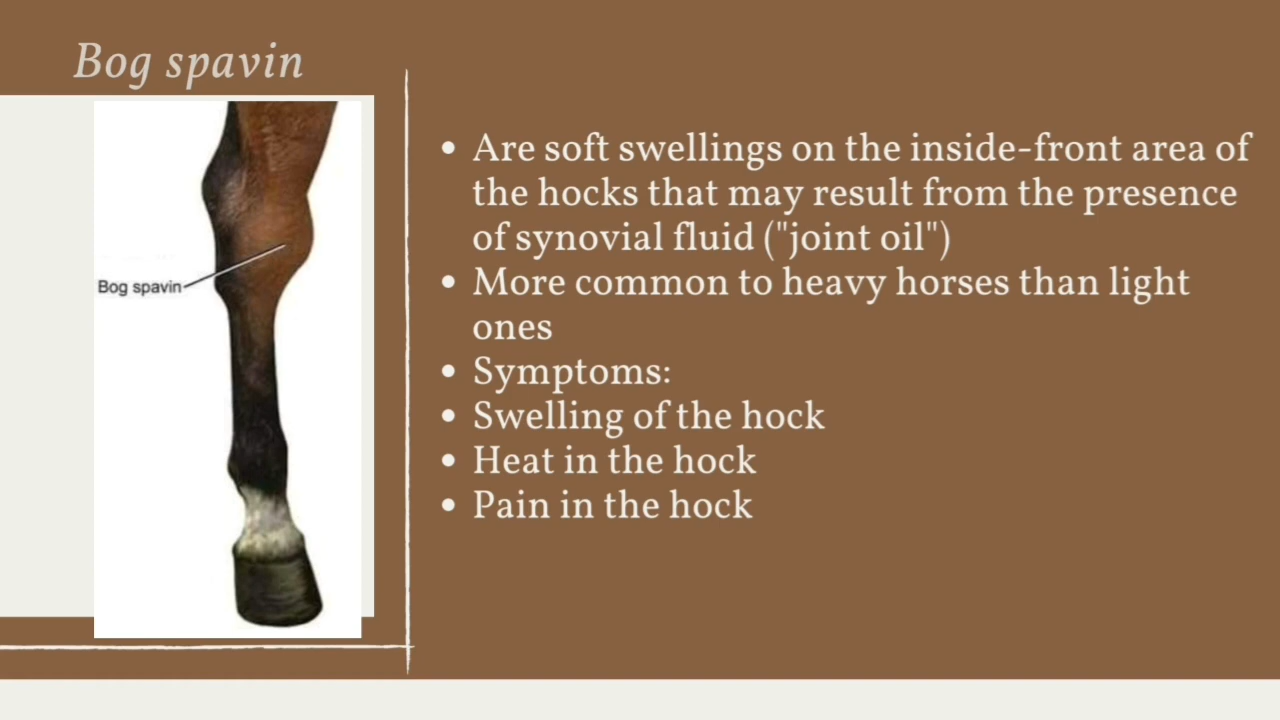 Bog spavin
Bog spavin
• Are soft swellings on the inside-front area of
the hocks that may result from the presence
of synovial fluid ("joint oil")
• More common to heavy horses than light
ones
• Symptoms:
• Swelling of the hock
• Heat in the hock
• Pain in the hock